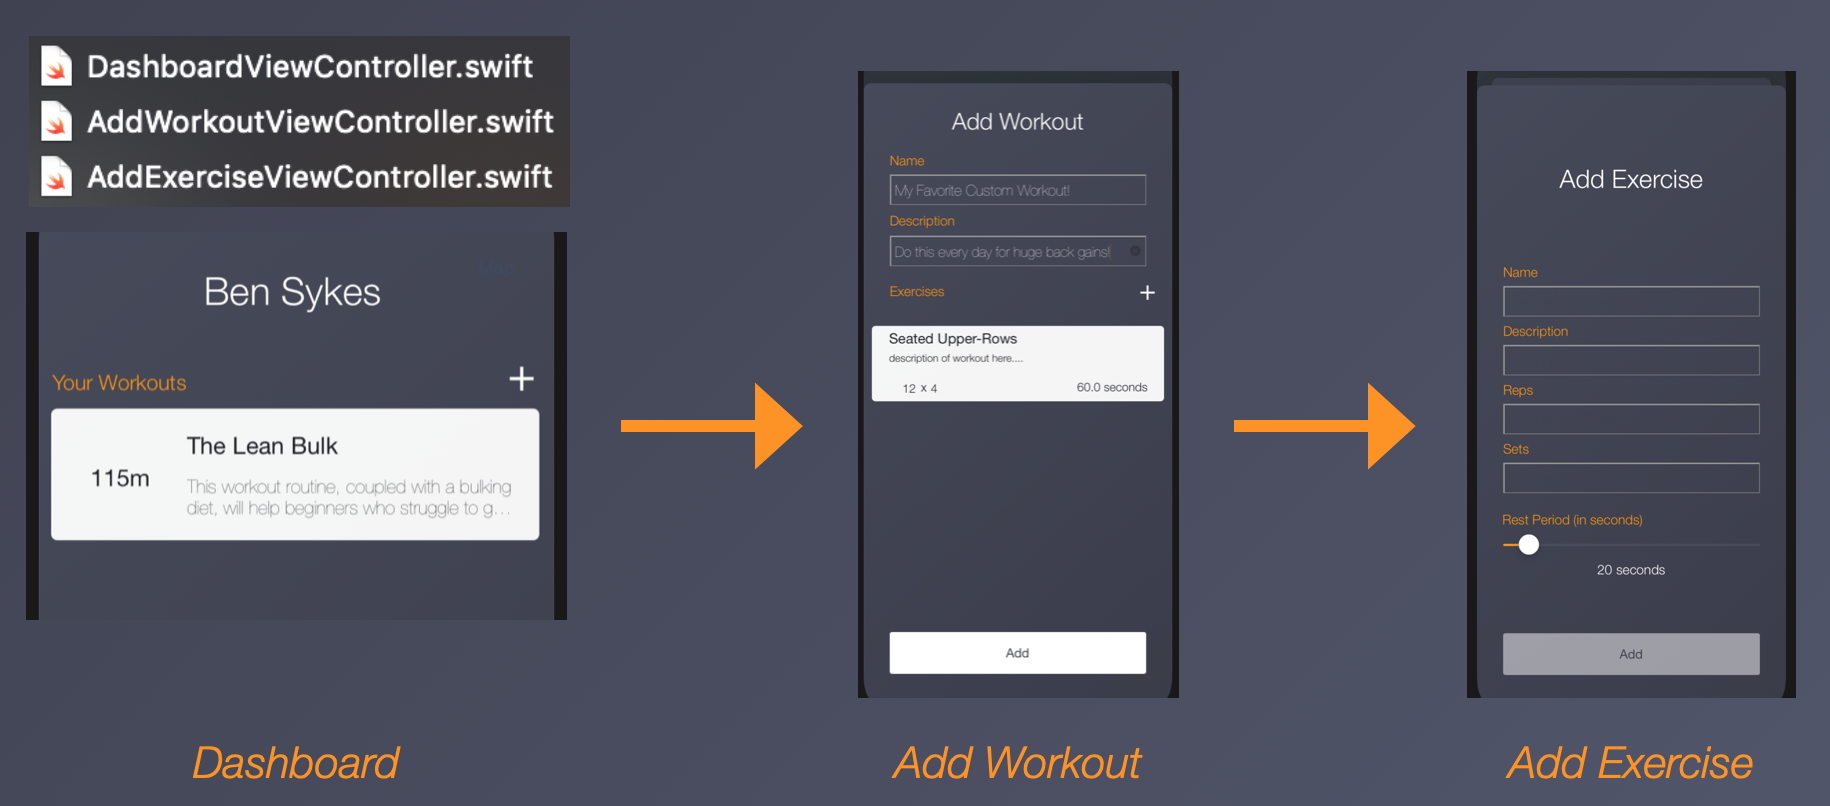 DashboardViewController.swift
AddWorkoutViewController.swift
AddExerciseViewController.swift
Ben Sykes
Your Workouts
+
The Lean Bulk
115m
This workout routine, coupled with a bulking
diet, will help beginners who struggle to g...
Dashboard
Add Workout
Name
My Favorite Custom Workout!
Description
Do this every day for huge back gains!
Exercises
+
Seated Upper-Rows
description of workout here....
12 x 4
60.0 seconds
Add
Add Workout
Add Exercise
Name
Description
Reps
Sets
Rest Period (in seconds)
20 seconds
Add
Add Exercise